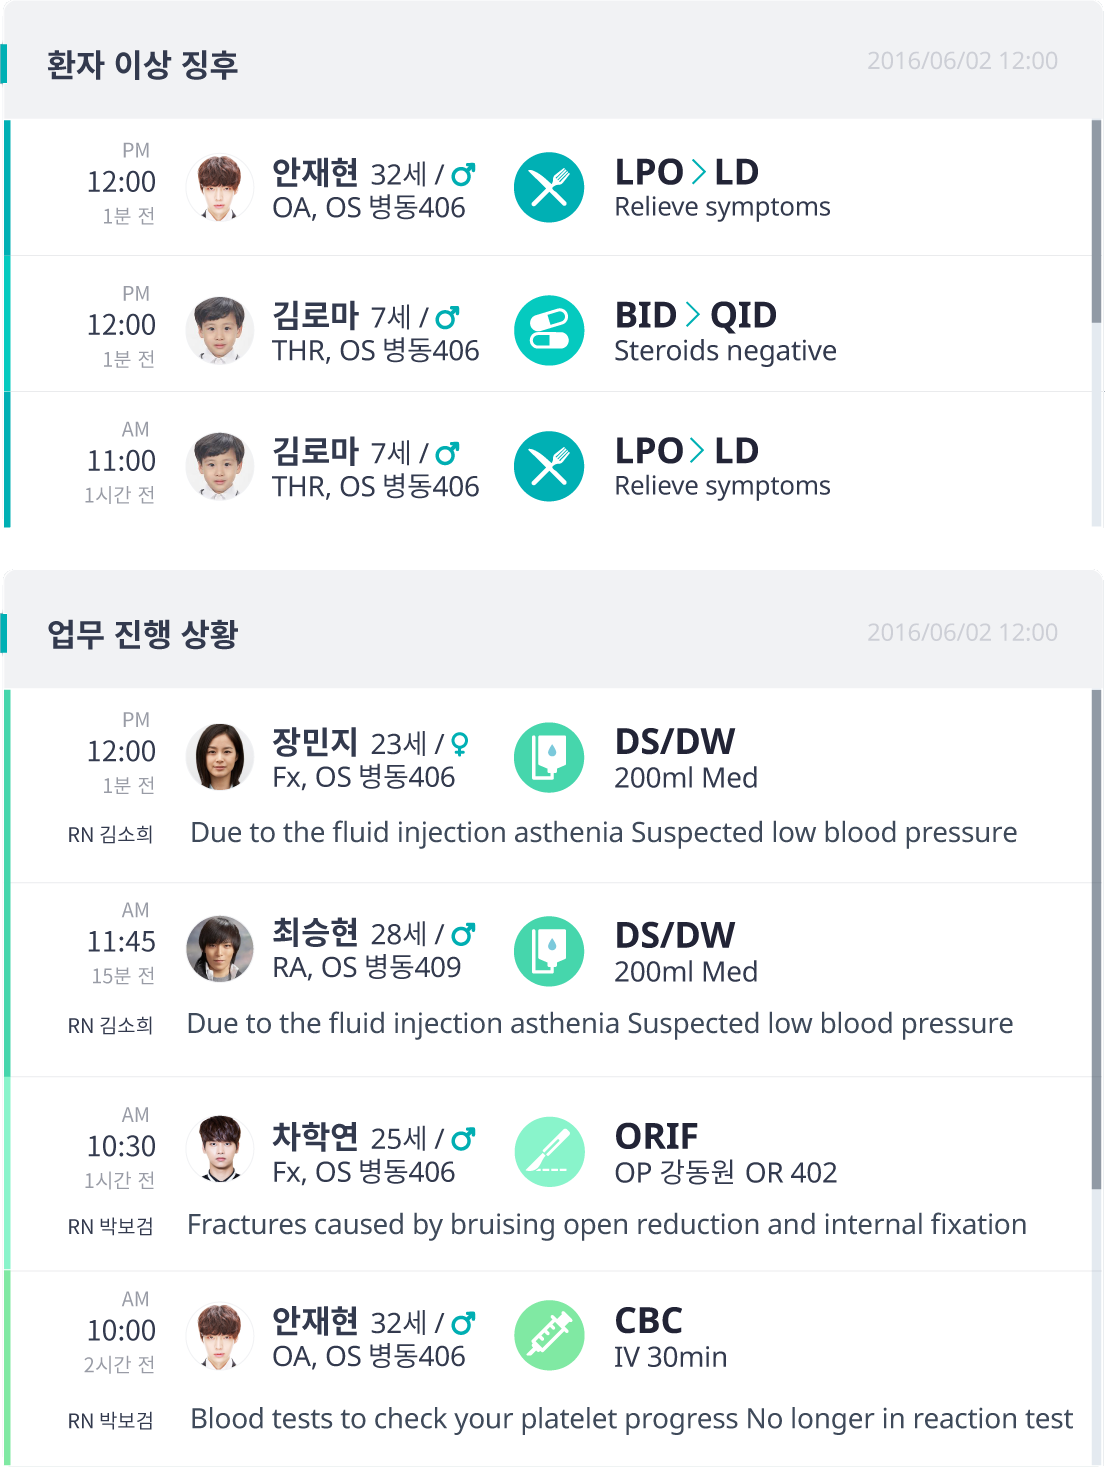 환자 이상 징후
2016/06/02 12:00
PM
12:00
1분 전
안재현 32세 /
OA, OS 병동406
LPO > LD
Relieve symptoms
PM
12:00
1분 전
김로마 7세 /
THR, OS 병동406
BID > QID
Steroids negative
AM
11:00
1시간 전
김로마 7세 /
THR, OS 병동406
LPO > LD
Relieve symptoms
업무 진행 상황
2016/06/02 12:00
PM
12:00
1분 전
장민지 23세 /
Fx, OS 병동406
DS/DW
200ml Med
RN 김소희
Due to the fluid injection asthenia Suspected low blood pressure
AM
11:45
15분 전
최승현 28세 /
RA, OS 병동409
DS/DW
200ml Med
RN 김소희
Due to the fluid injection asthenia Suspected low blood pressure
AM
10:30
1시간 전
차학연 25세 /
Fx, OS 병동406
ORIF
OP 강동원 OR 402
RN 박보검
Fractures caused by bruising open reduction and internal fixation
AM
10:00
2시간 전
안재현 32세 /
OA, OS 병동406
CBC
IV 30min
RN 박보검
Blood tests to check your platelet progress No longer in reaction test